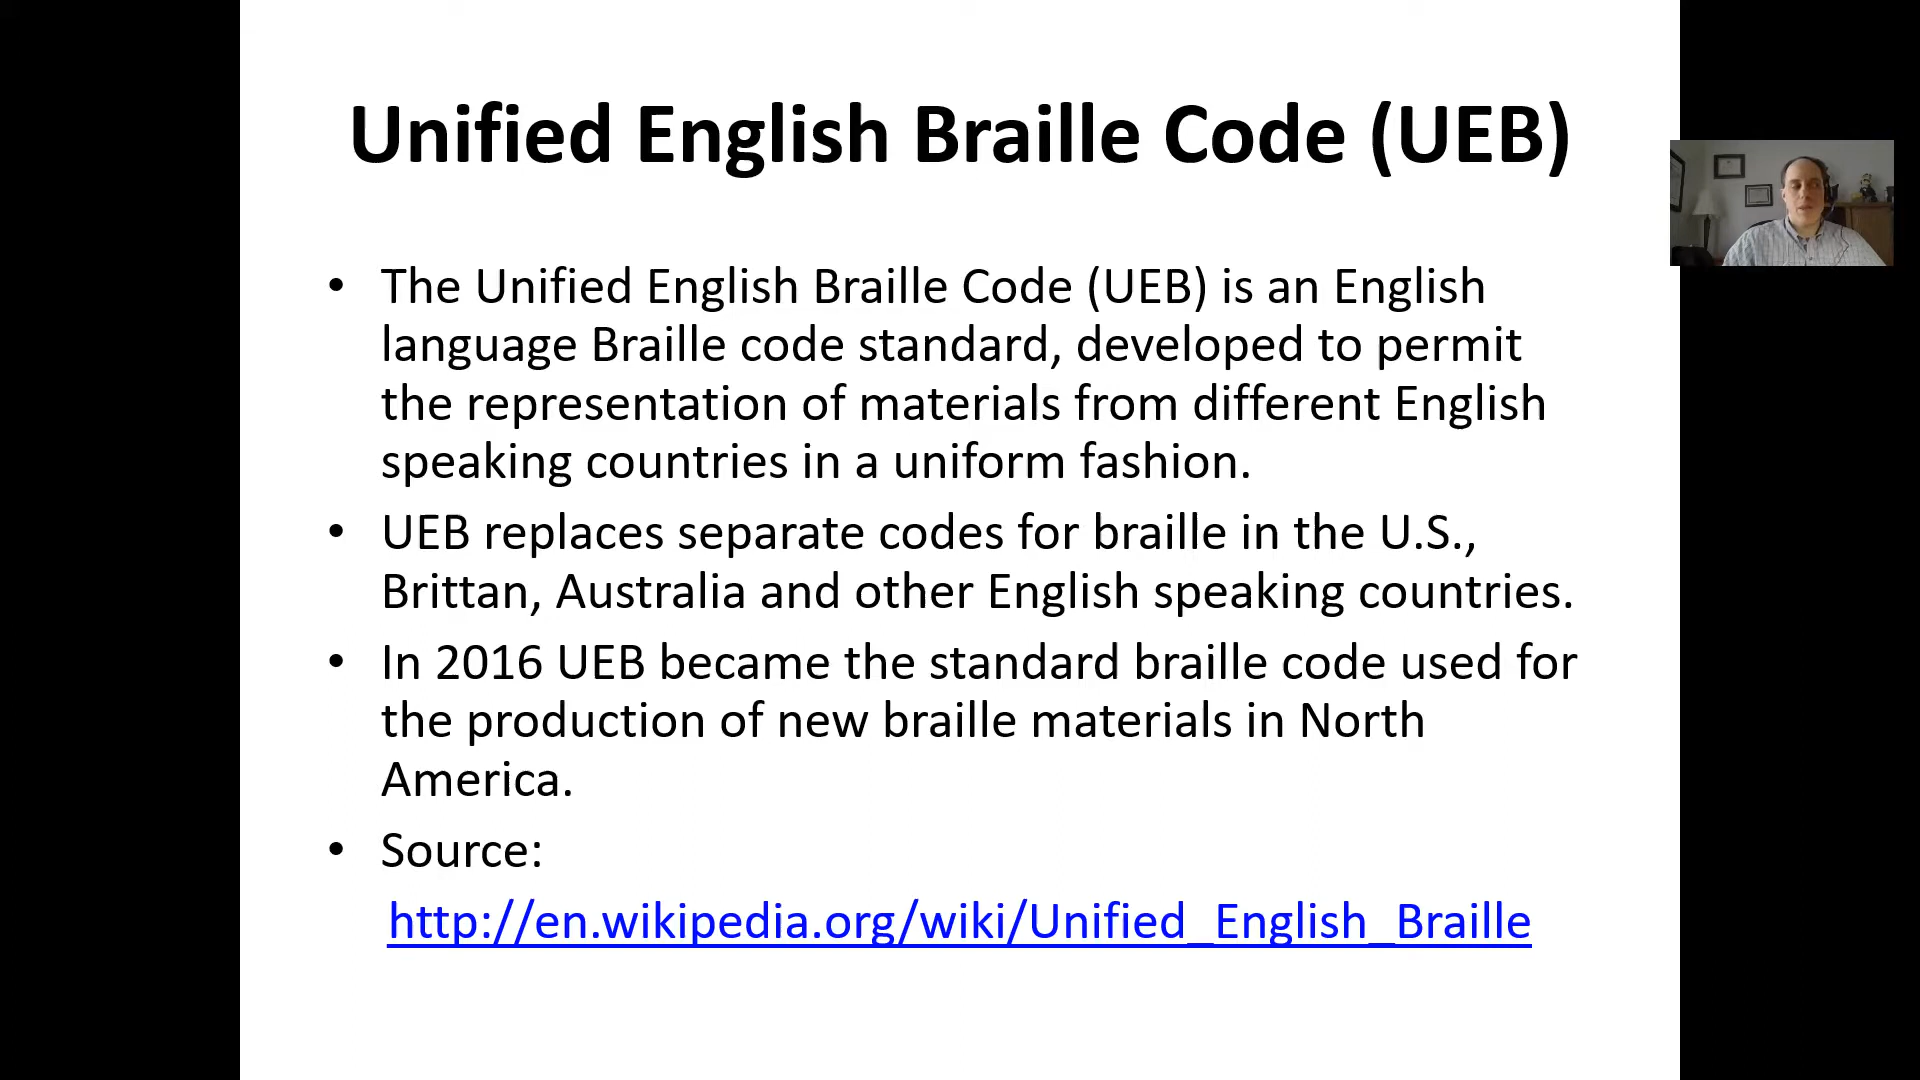 Unified English Braille Code (UEB)
• The Unified English Braille Code (UEB) is an English
language Braille code standard, developed to permit
the representation of materials from different English
speaking countries in a uniform fashion.
• UEB replaces separate codes for braille in the U.S.,
Brittan, Australia and other English speaking countries.
• In 2016 UEB became the standard braille code used for
the production of new braille materials in North
America.
• Source:
http://en.wikipedia.org/wiki/Unified_English_Braille